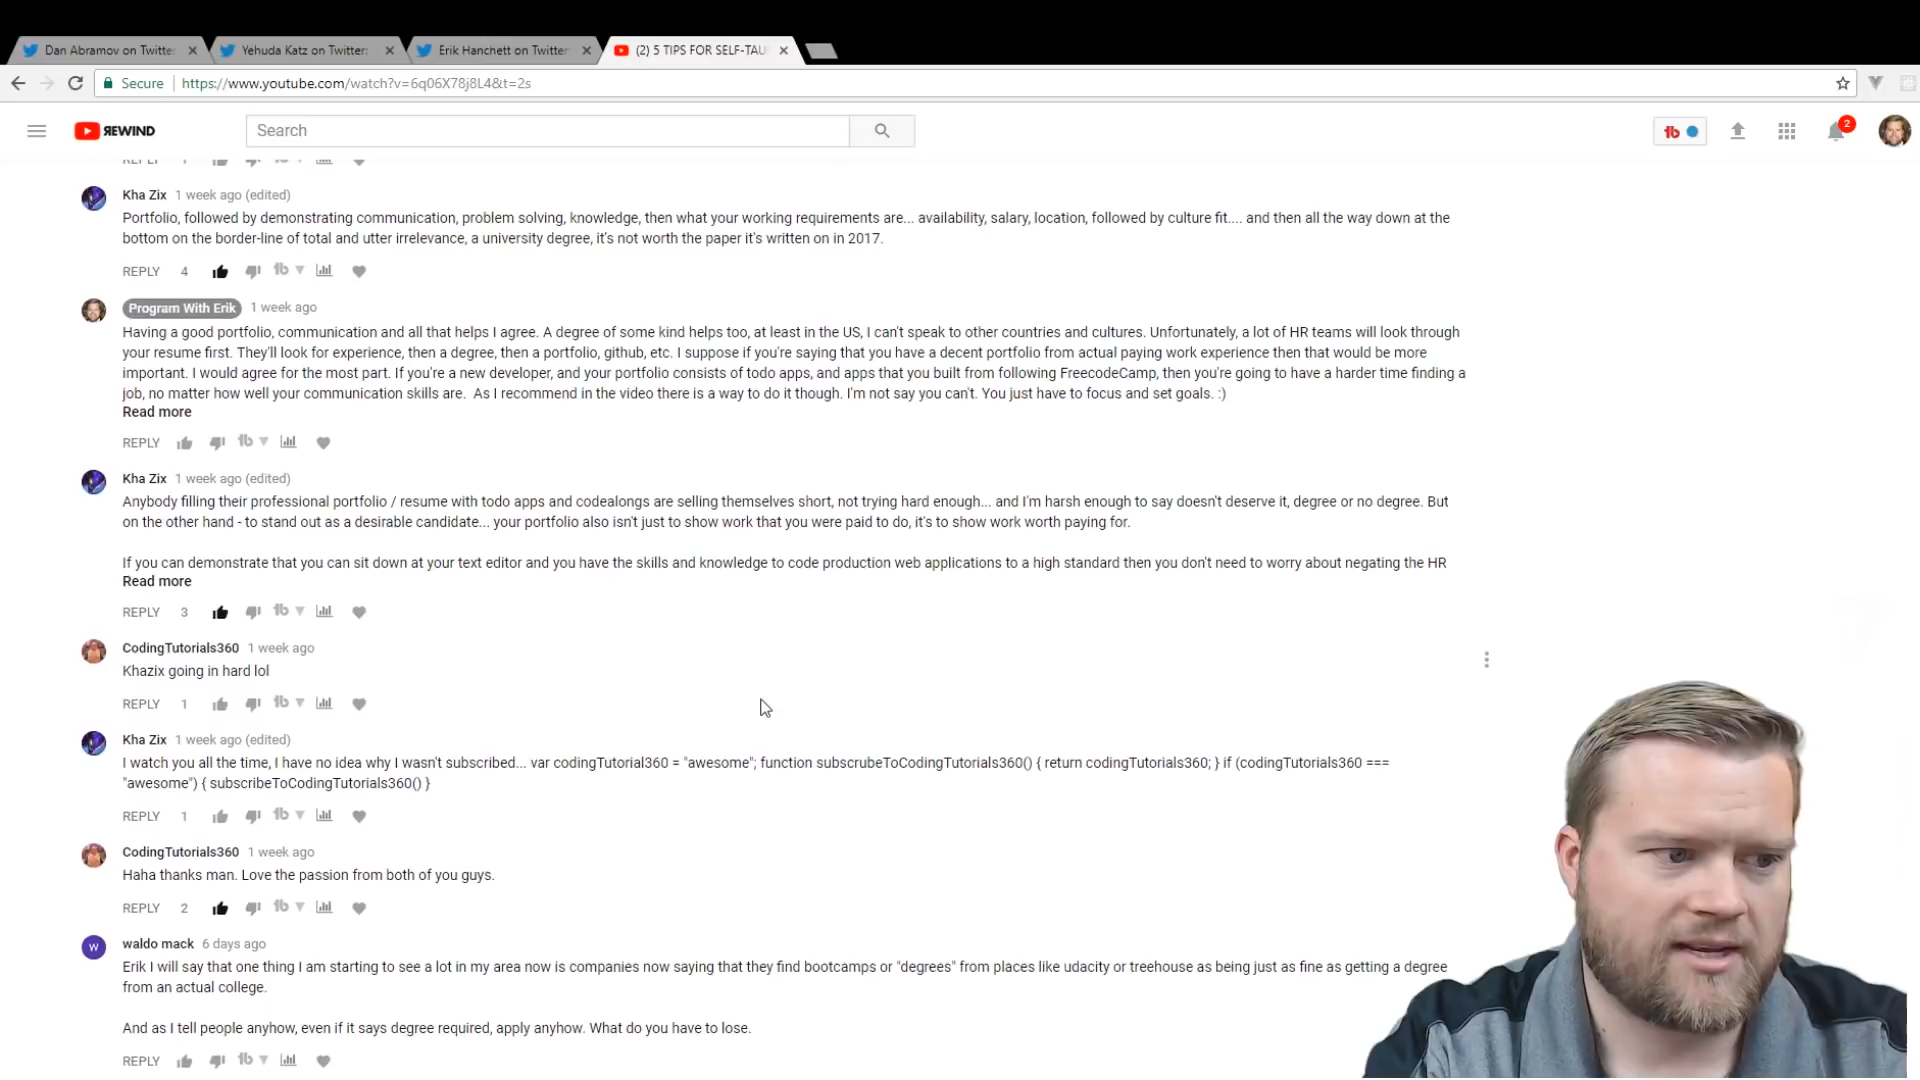 Dan Abramov on Twitte
Yehuda Katz on Twitter:
Erik Hanchett on Twitter
(2) 5 TIPS FOR SELF-TAU
Secure
https://www.youtube.com/watch?v=6q06X78j8L4&t=2s
REWIND
Search
2
REPLY 1
Kha Zix 1 week ago (edited)
Portfolio, followed by demonstrating communication, problem solving, knowledge, then what your working requirements are... availability, salary, location, followed by culture fit.... and then all the way down at the
bottom on the border-line of total and utter irrelevance, a university degree, it's not worth the paper it's written on in 2017.
REPLY 4
Program With Erik 1 week ago
Having a good portfolio, communication and all that helps I agree. A degree of some kind helps too, at least in the US, I can't speak to other countries and cultures. Unfortunately, a lot of HR teams will look through
your resume first. They'll look for experience, then a degree, then a portfolio, github, etc. I suppose if you're saying that you have a decent portfolio from actual paying work experience then that would be more
important. I would agree for the most part. If you're a new developer, and your portfolio consists of todo apps, and apps that you built from following FreecodeCamp, then you're going to have a harder time finding a
job, no matter how well your communication skills are. As I recommend in the video there is a way to do it though. I'm not say you can't. You just have to focus and set goals. :)
Read more
REPLY
Kha Zix 1 week ago (edited)
Anybody filling their professional portfolio / resume with todo apps and codealongs are selling themselves short, not trying hard enough... and I'm harsh enough to say doesn't deserve it, degree or no degree. But
on the other hand - to stand out as a desirable candidate... your portfolio also isn't just to show work that you were paid to do, it's to show work worth paying for.
If you can demonstrate that you can sit down at your text editor and you have the skills and knowledge to code production web applications to a high standard then you don't need to worry about negating the HR
Read more
REPLY 3
CodingTutorials360 1 week ago
Khazix going in hard lol
REPLY 1
Kha Zix 1 week ago (edited)
I watch you all the time, I have no idea why I wasn't subscribed... var codingTutorial360 = "awesome"; function subscrubeToCodingTutorials360() { return codingTutorials360; } if (codingTutorials360 ===
"awesome") { subscribeToCodingTutorials360() }
REPLY 1
CodingTutorials360 1 week ago
Haha thanks man. Love the passion from both of you guys.
REPLY 2
W
waldo mack 6 days ago
Erik I will say that one thing I am starting to see a lot in my area now is companies now saying that they find bootcamps or "degrees" from places like udacity or treehouse as being just as fine as getting a degree
from an actual college.
And as I tell people anyhow, even if it says degree required, apply anyhow. What do you have to lose.
REPLY